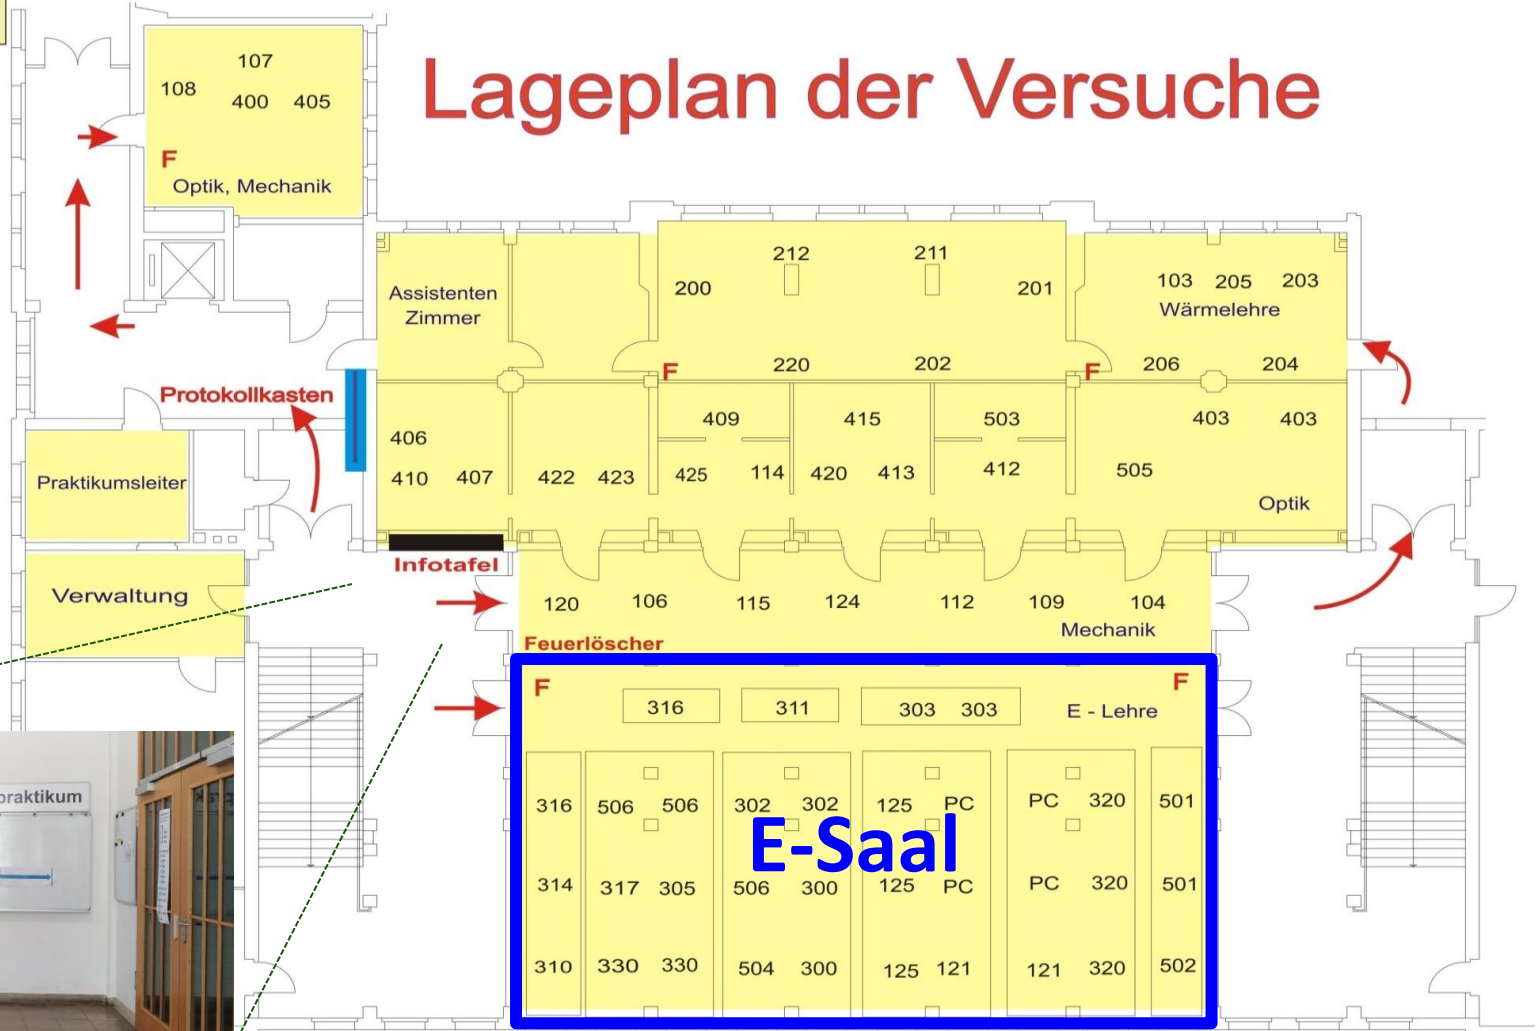 Lageplan der Versuche
107
108
400 405
F
Optik, Mechanik
Assistenten
Zimmer
212 211
200 201
220 202
F
103 205 203
Wärmelehre
206 204
F
Protokollkasten
Praktikumsleiter
Verwaltung
406
410 407
422 423
409
425 114
415
420 413
503
412
403 403
505
Optik
Infotafel
120 106 115 124 112 109 104
Mechanik
Feuerlöscher
F F
316 311 303 303
E - Lehre
316 506 506 302 302 125 PC PC 320 501
E-Saal
314 317 305 506 300 125 PC PC 320 501
310 330 330 504 300 125 121 121 320 502
praktikum